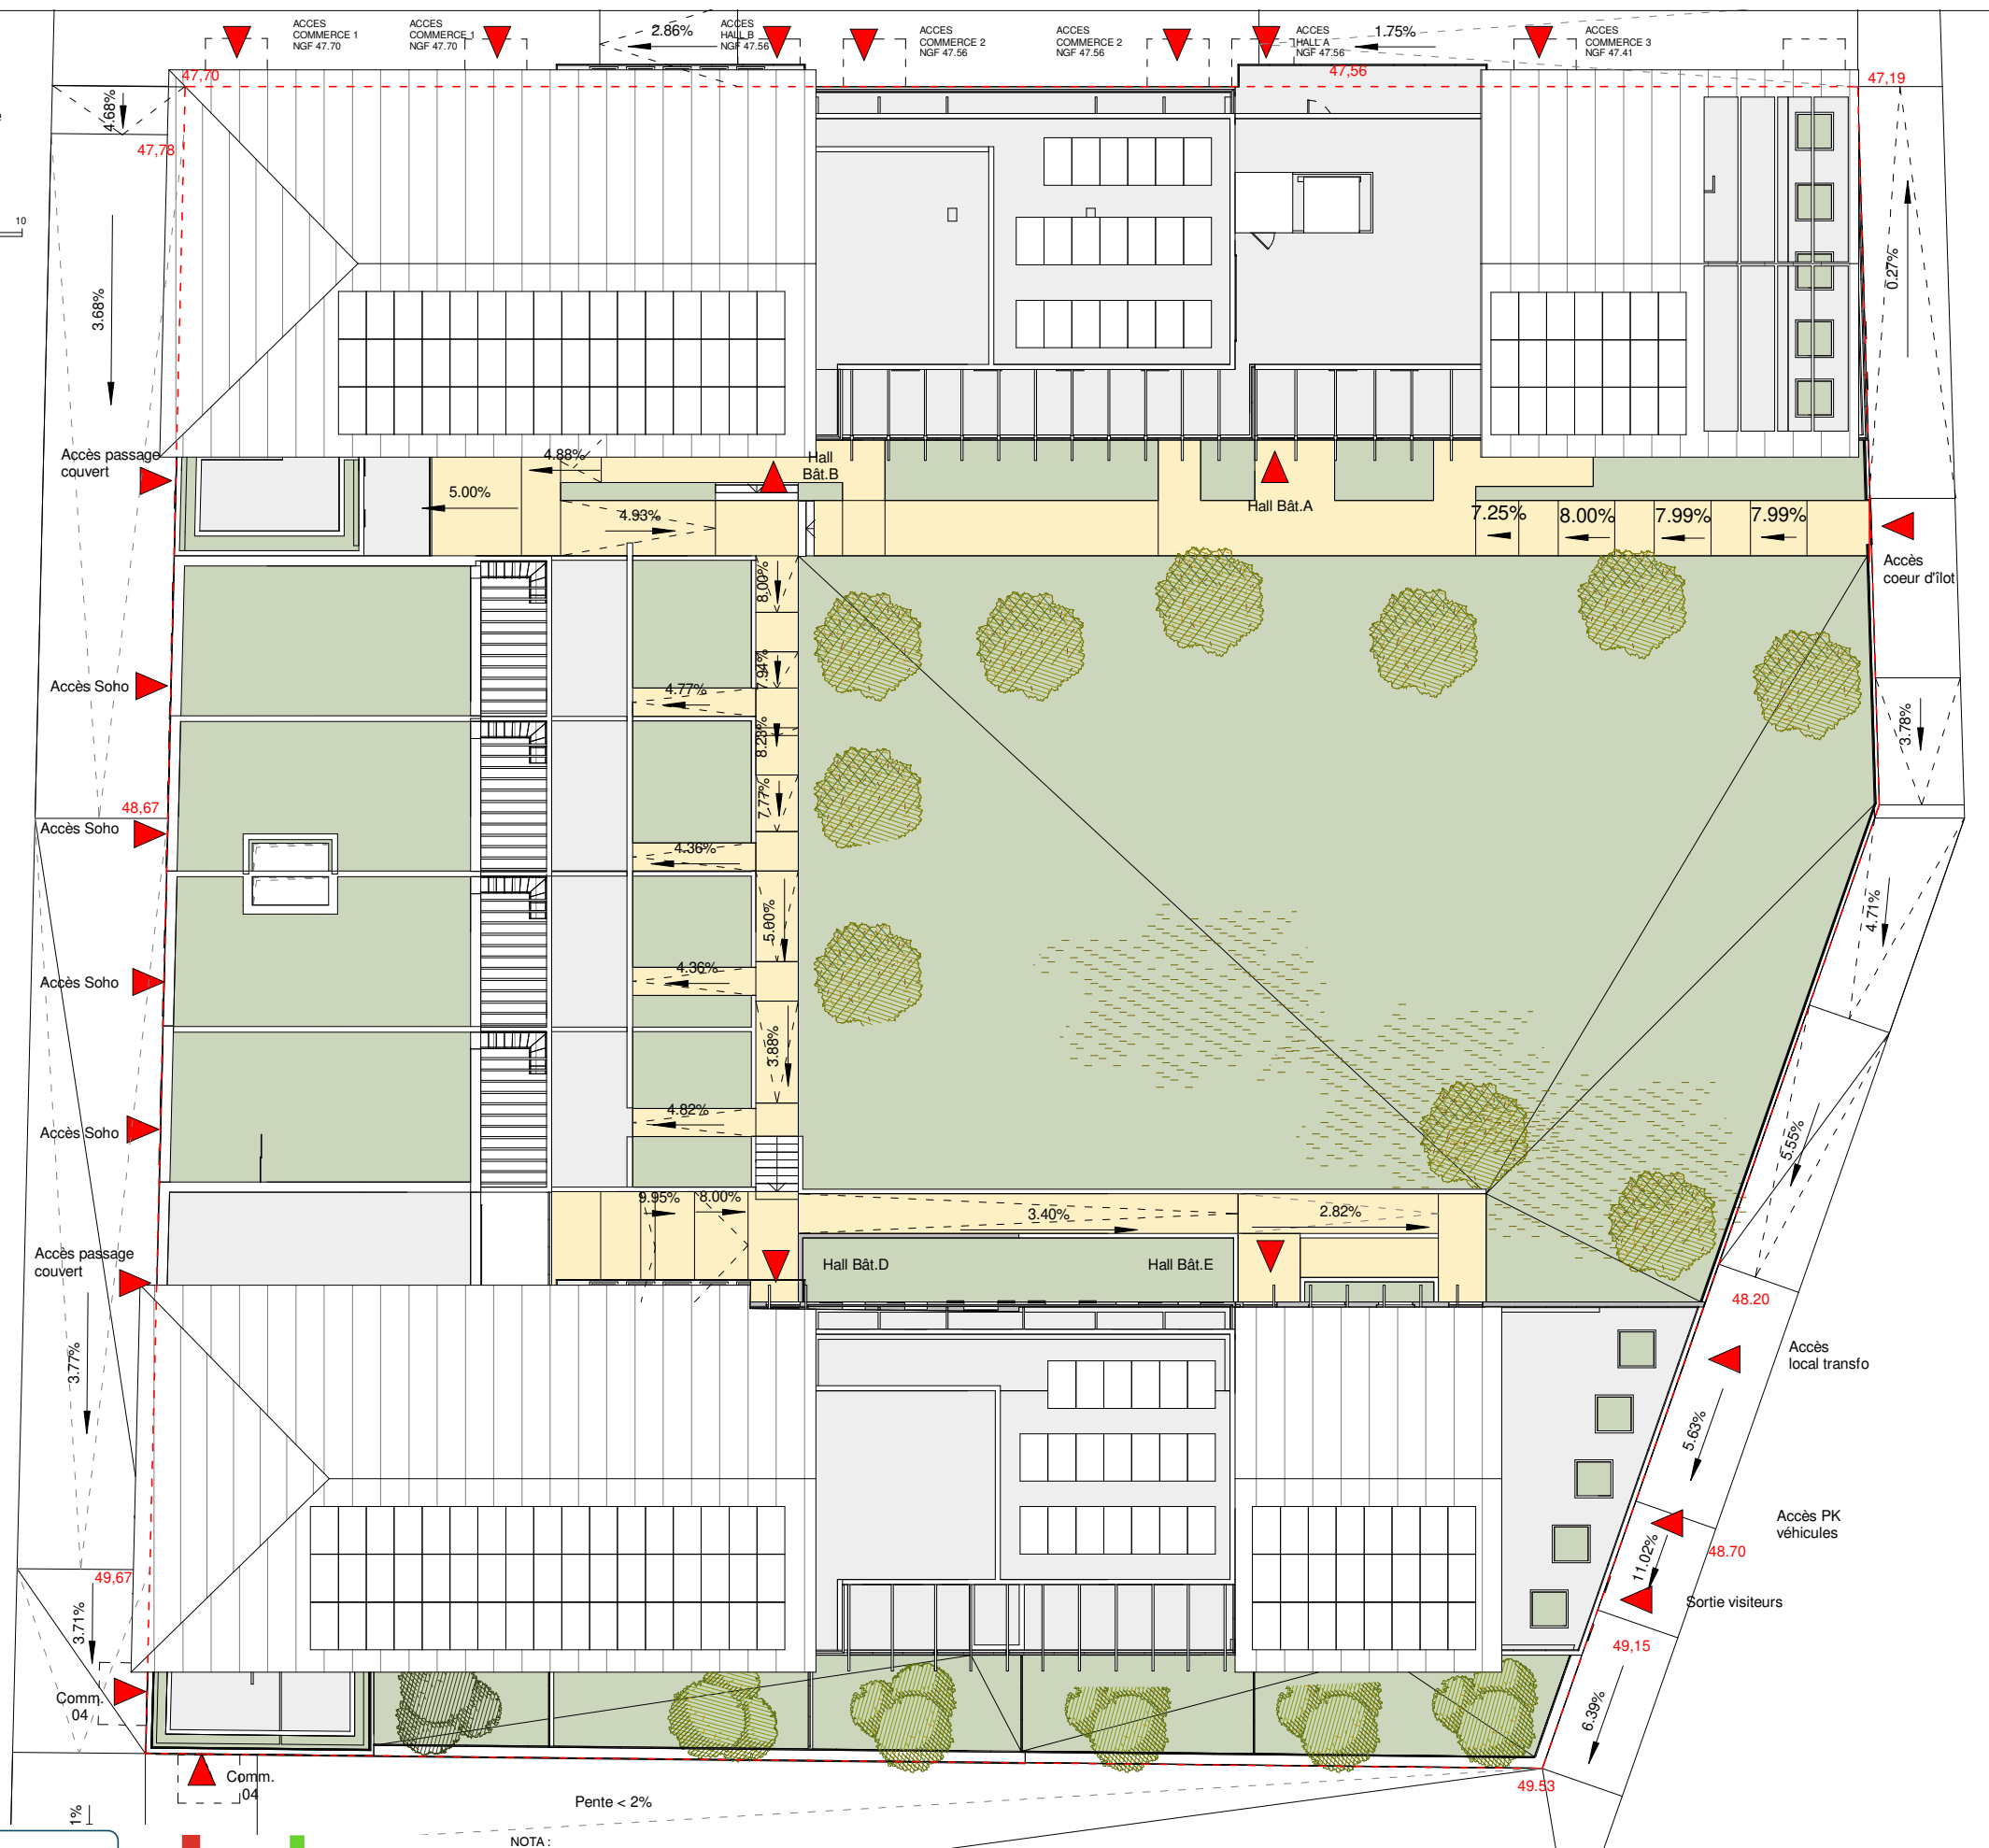 ACCES
COMMERCE 1
NGF 47.70
ACCES
COMMERCE 1
NGF 47.70
2.86%
ACCES
HALL B
NGF 47.56
ACCES
COMMERCE 2
NGF 47.56
ACCES
COMMERCE 2
NGF 47.56
ACCES
HALL A
NGF 47.56
1.75%
ACCES
COMMERCE 3
NGF 47.41
47,70
47,56
47,19
4.68%
47,78
10
3.68%
0.27%
Accès passage
couvert
4.88%
Hall
Bât.B
5.00%
4.93%
Hall Bât.A
7.25%
8.00%
7.99%
7.99%
Accès
coeur d'îlot
8.00%
7.94%
Accès Soho
4.77%
8.23%
3.78%
7.77%
48,67
Accès Soho
4.36%
4.71%
5.00%
4.36%
Accès Soho
3.88%
4.82%
Accès Soho
5.55%
9.95%
8.00%
3.40%
2.82%
Accès passage
couvert
Hall Bât.D
Hall Bât.E
48.20
Accès
local transfo
3.77%
5.63%
Accès PK
véhicules
48.70
11.02%
49,67
3.71%
Sortie visiteurs
49,15
Comm.
04
6.39%
Comm.
04
49.53
Pente < 2%
1%
NOTA :